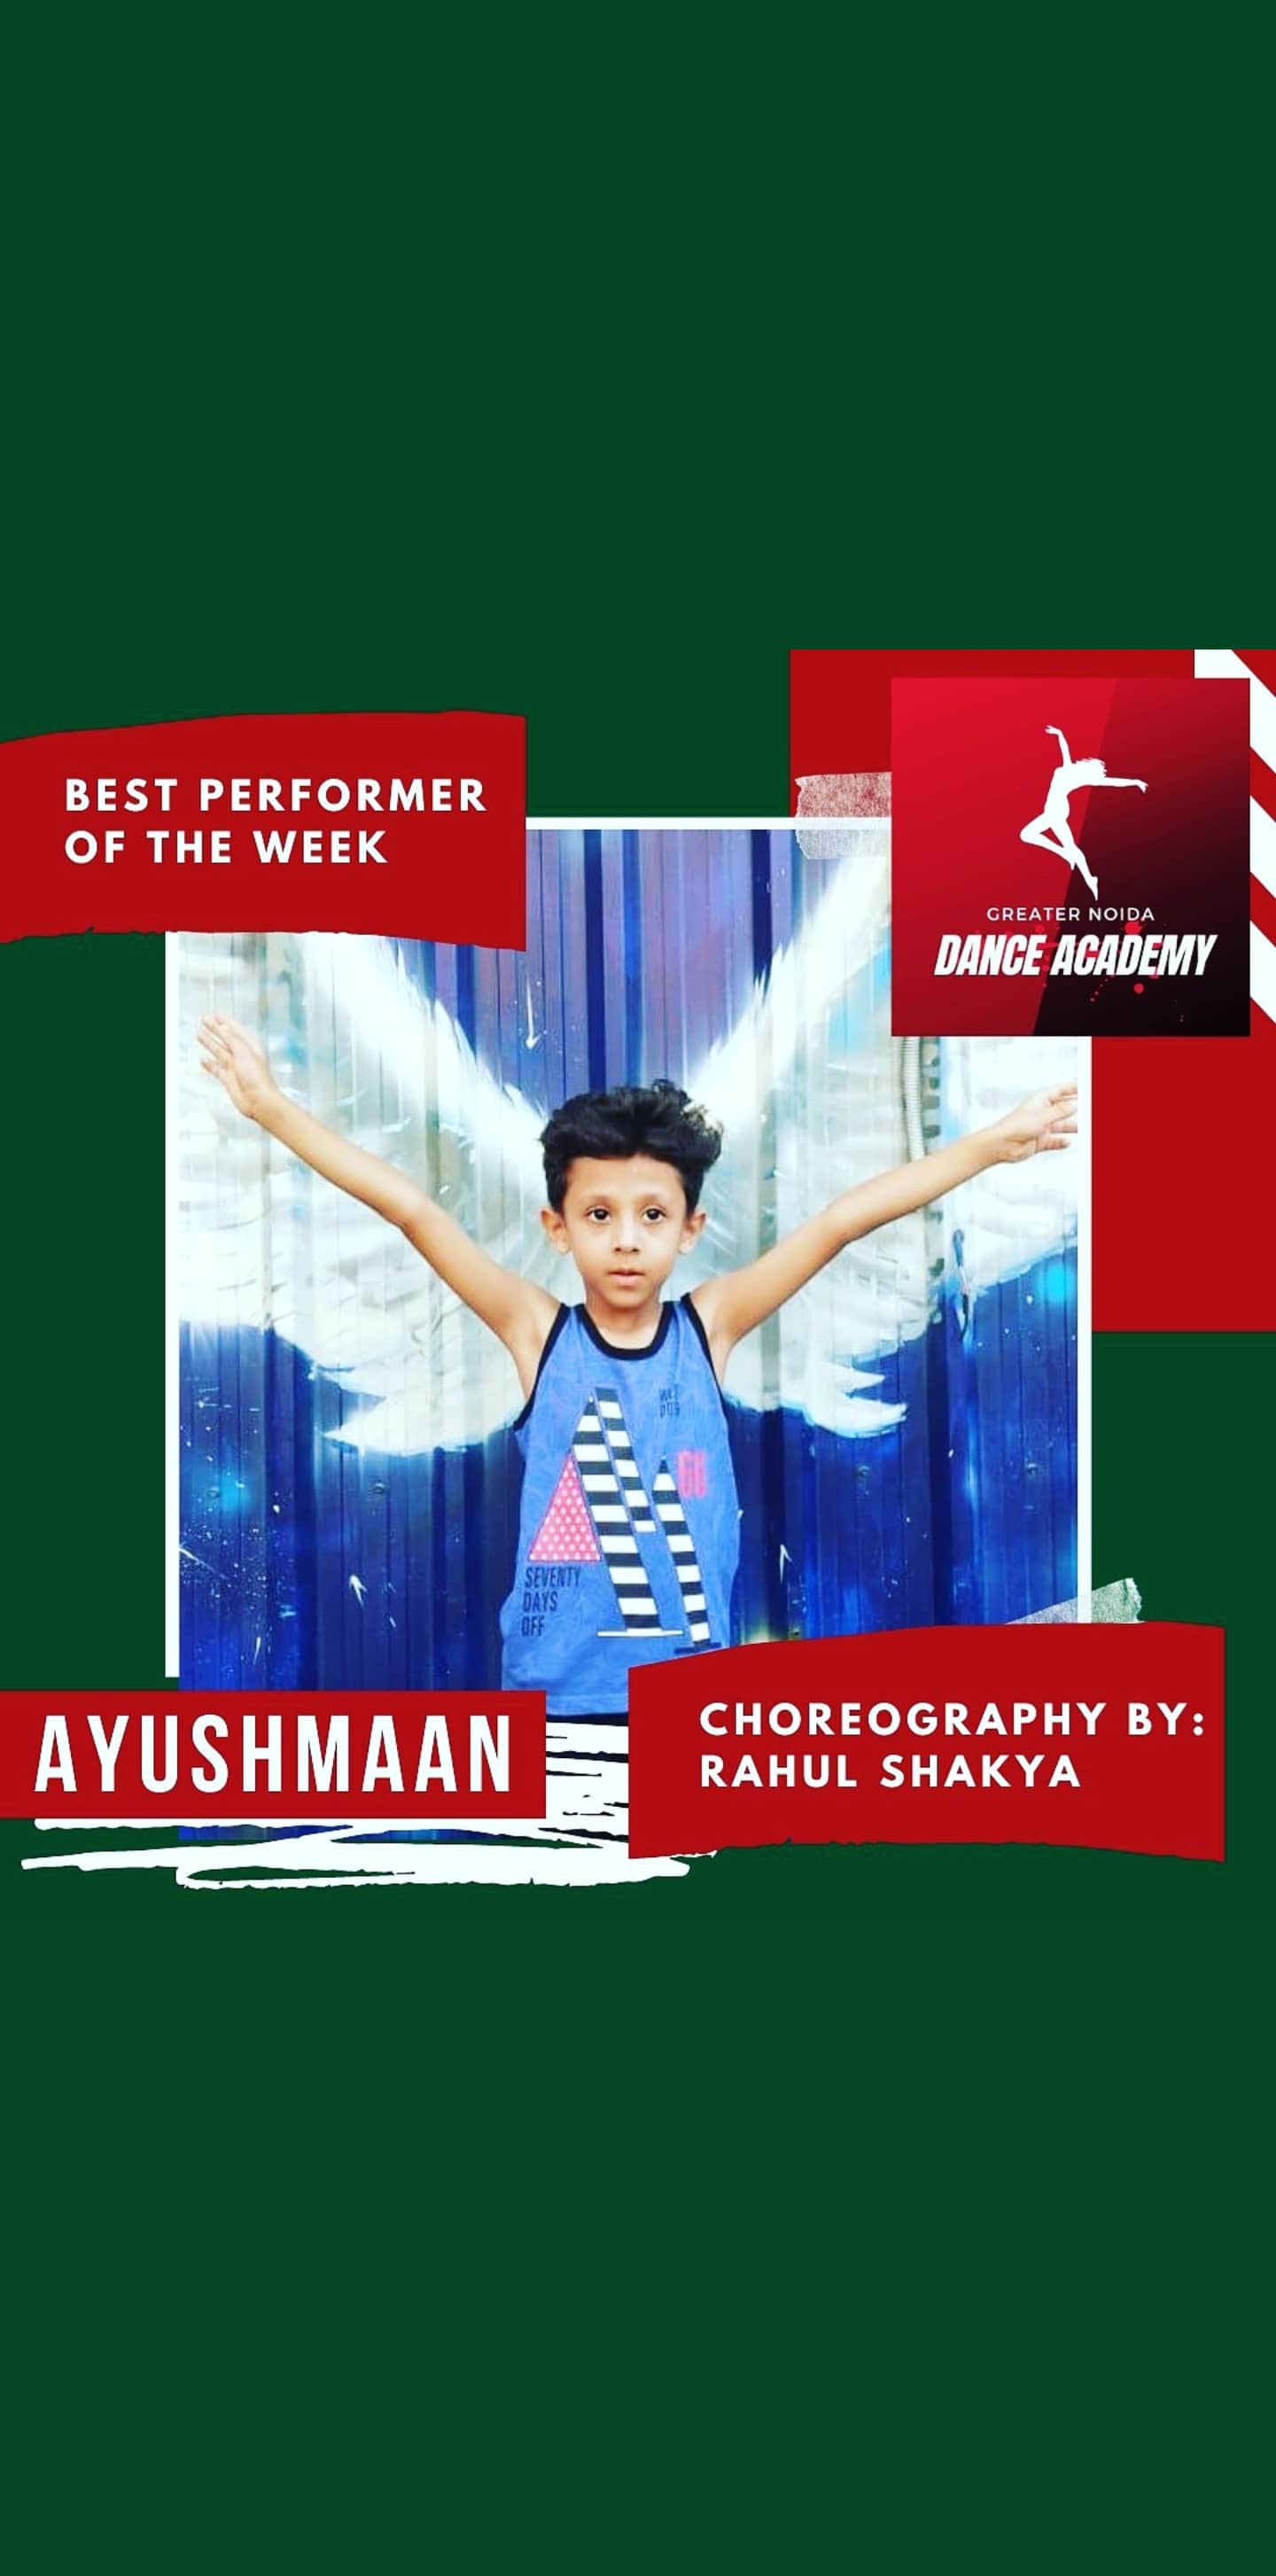 BEST PERFORMER
OF THE WEEK
GREATER NOIDA
DANCE ACADEMY
SEVENTY
DAYS
OFF
AYUSHMAAN
CHOREOGRAPHY BY:
RAHUL SHAKYA